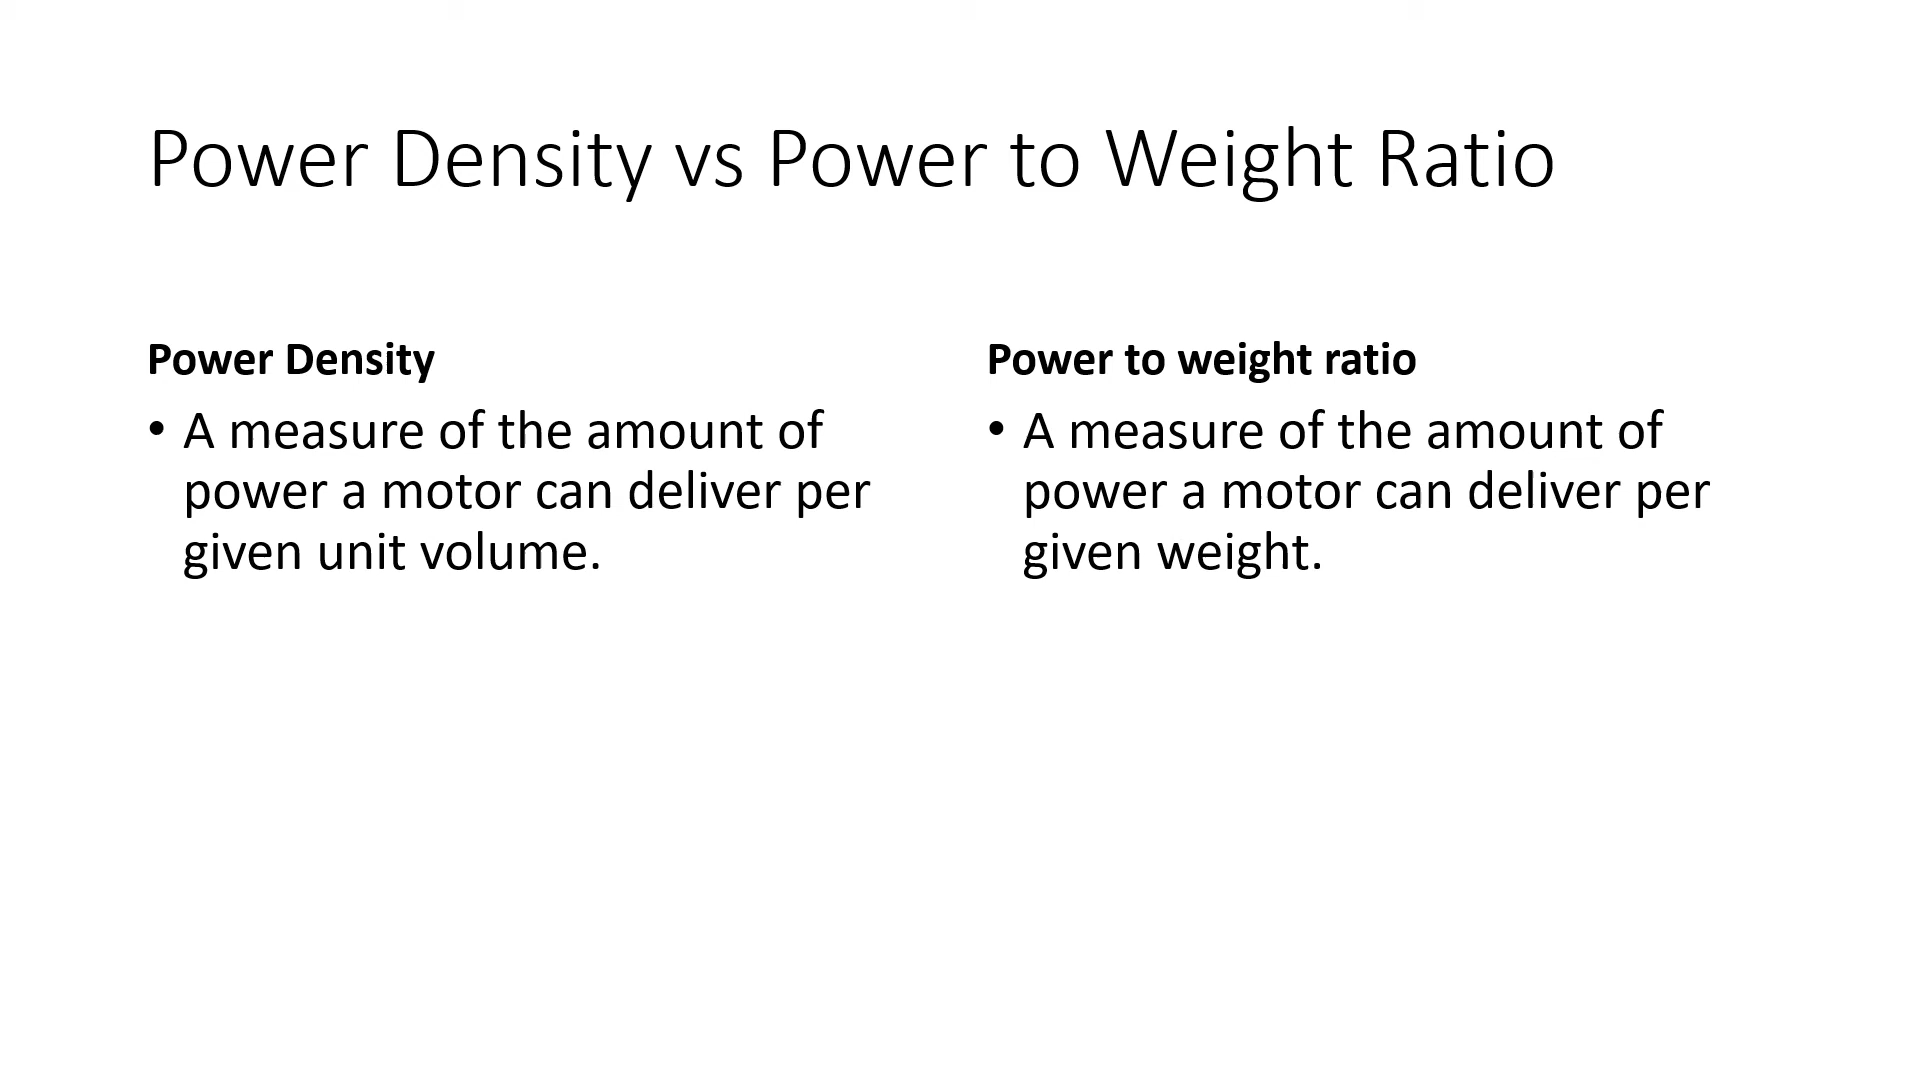 Power Density vs Power to Weight Ratio
Power Density
• A measure of the amount of
power a motor can deliver per
given unit volume.
Power to weight ratio
• A measure of the amount of
power a motor can deliver per
given weight.